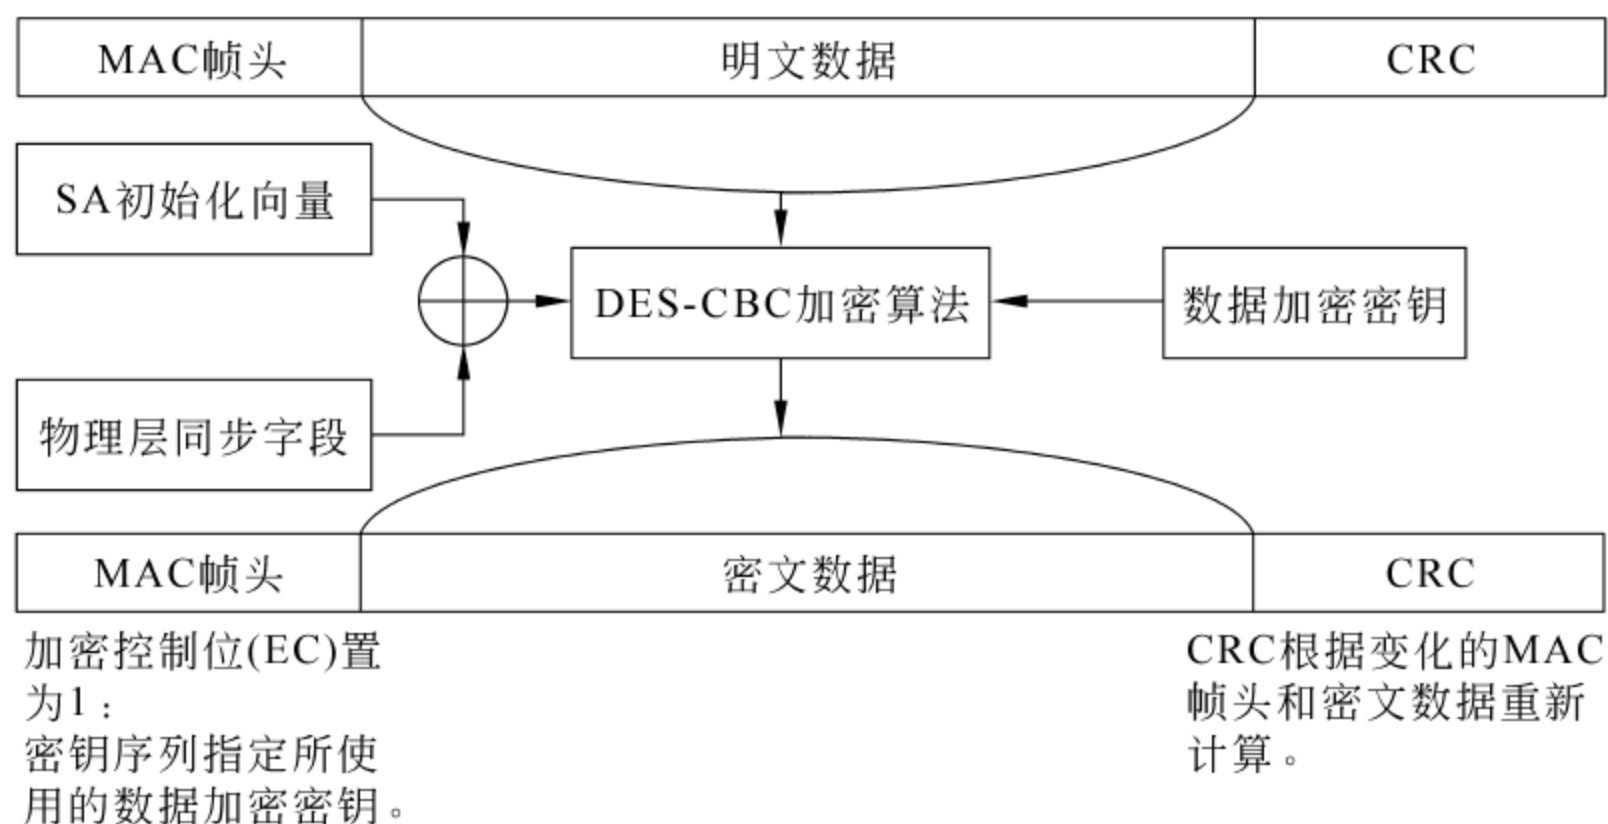 MAC帧头 明文数据 CRC
SA初始化向量
DES-CBC加密算法 数据加密密钥
物理层同步字段
MAC帧头 密文数据 CRC
加密控制位(EC)置
为1：
密钥序列指定所使
用的数据加密密钥。
CRC根据变化的MAC
帧头和密文数据重新
计算。